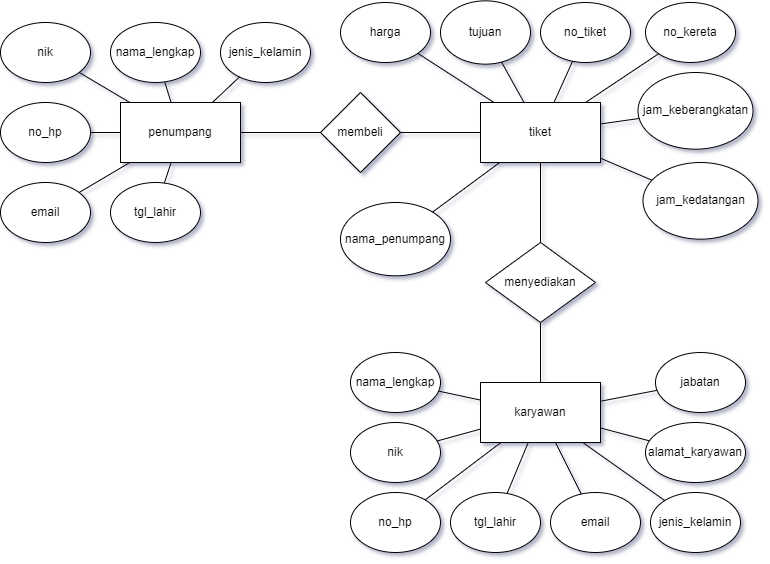 harga
tujuan
no_tiket
no_kereta
nik
nama_lengkap
jenis_kelamin
jam_keberangkatan
no_hp
penumpang
membeli
tiket
jam_kedatangan
email
tgl_lahir
nama_penumpang
menyediakan
nama_lengkap
jabatan
karyawan
nik
alamat_karyawan
no_hp
tgl_lahir
email
jenis_kelamin